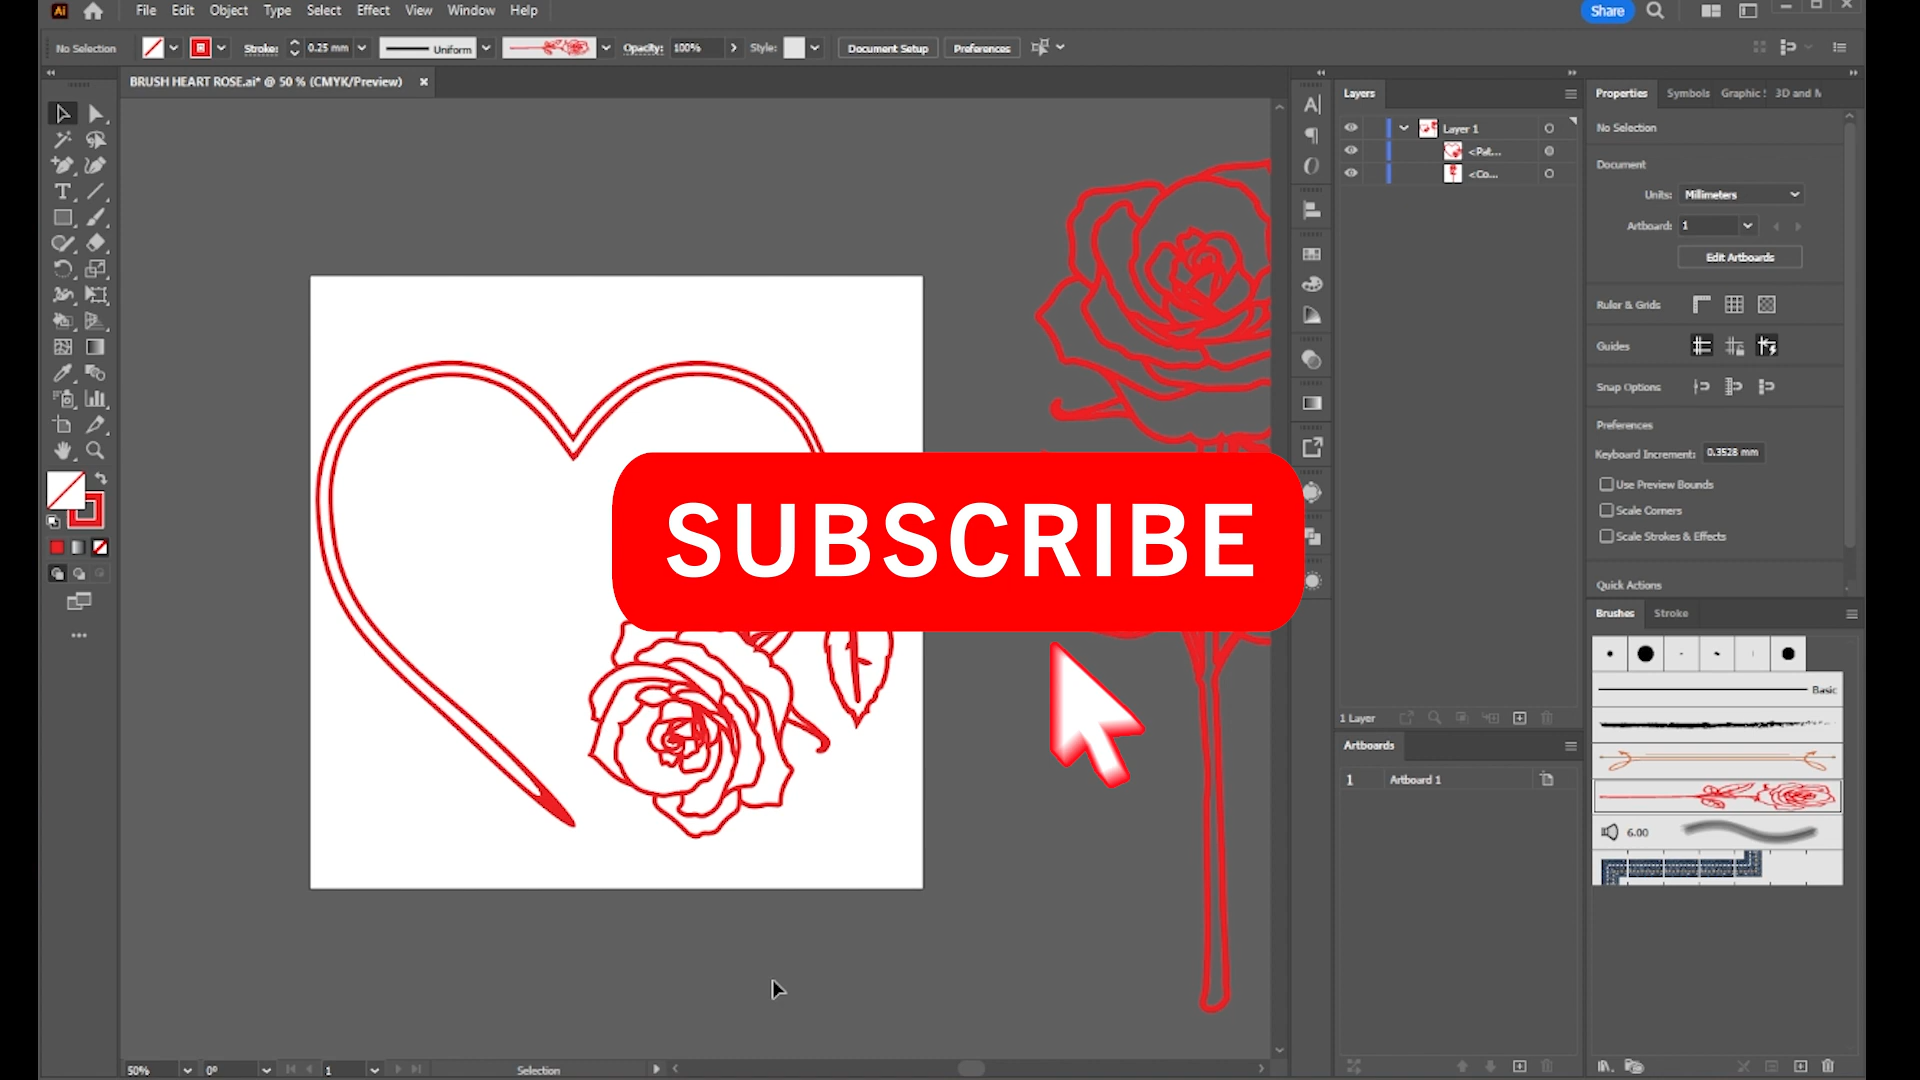 Ai File Edit Object Type Select Effect View Window Help Share
No Selection Stroke: 0.25 mm Uniform Opacity: 100% Style: Document Setup Preferences
BRUSH HEART ROSE.ai* @ 50 % (CMYK/Preview)
Layers
Layer 1
<Pat...
<Co...
1 Layer
Artboards
1 Artboard 1
Properties Symbols Graphic 3D and M
No Selection
Document
Units: Millimeters
Artboard: 1
Edit Artboards
Ruler & Grids
Guides
Snap Options
Preferences
Keyboard Increment: 0.3528 mm
Use Preview Bounds
Scale Corners
Scale Strokes & Effects
Quick Actions
Brushes Stroke
Basic
6.00
SUBSCRIBE
50% 0° 1 Selection